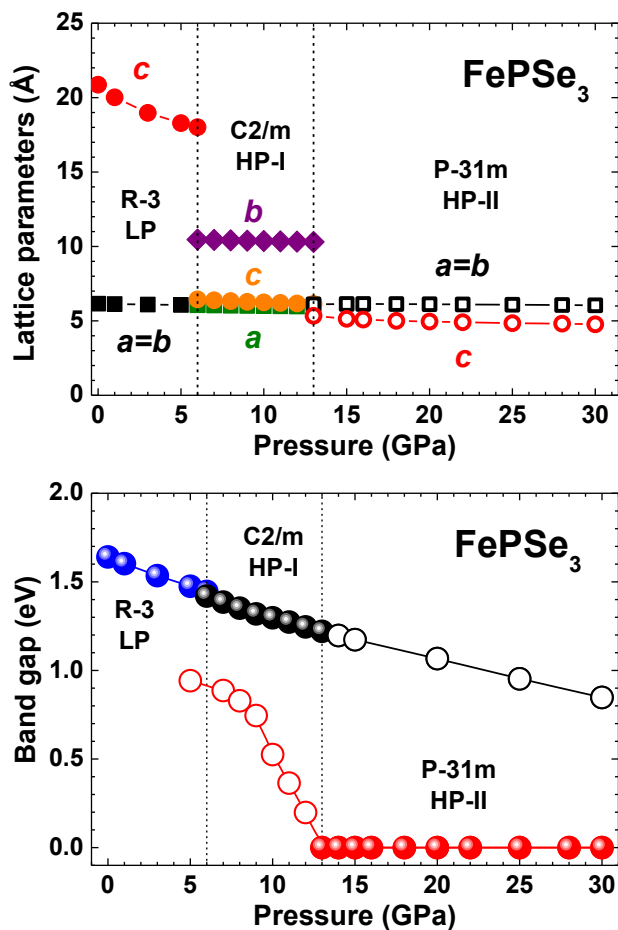 25
20
15
10
5
0
Lattice parameters (Å)
c
FePSe3
C2/m
HP-I
P-31m
HP-II
R-3
LP
b
c
a=b
a=b
a
c
0 5 10 15 20 25 30
Pressure (GPa)
2.0
1.5
1.0
0.5
0.0
Band gap (eV)
C2/m
HP-I
FePSe3
R-3
LP
P-31m
HP-II
0 5 10 15 20 25 30
Pressure (GPa)